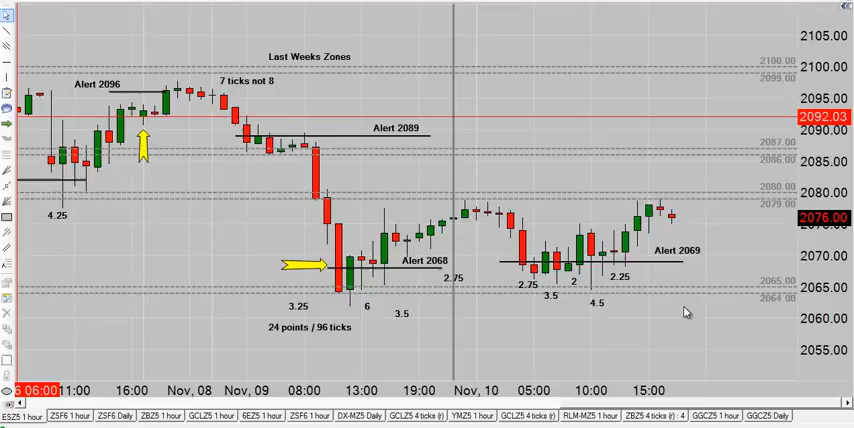 2105.00
Last Weeks Zones
2100.00
2100.00
2099.00
Alert 2096
7 ticks not 8
2095.00
2092.03
Alert 2089
2090.00
2087.00
2086.00
2085.00
2080.00
2080.00
2079.00
4.25
2076.00
Alert 2069
2070.00
Alert 2068
2.75
2.75
3.5
2
4.5
2.25
2065.00
2065.00
2064.00
3.25
6
3.5
2060.00
24 points / 96 ticks
2055.00
2050.00
6 06:00
11:00
16:00
Nov, 08
Nov, 09
08:00
13:00
19:00
Nov, 10
05:00
10:00
15:00
ESZ5 1 hour
ZSF6 1 hour
ZSF6 Daily
ZBZ5 1 hour
GCLZ5 1 hour
6EZ5 1 hour
ZSF6 1 hour
DX-MZ5 Daily
GCLZ5 4 ticks (r)
YMZ5 1 hour
GCLZ5 4 ticks (r)
RLM-MZ5 1 hour
ZBZ5 4 ticks (r) : 4
GGCZ5 1 hour
GGCZ5 Daily